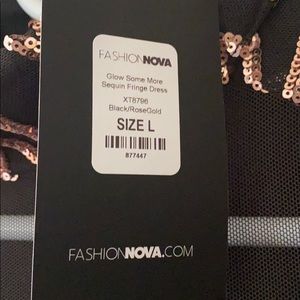 FASHIONNOVA
Glow Some More
Sequin Fringe Dress
XT8796
Black/RoseGold
SIZE L
877447
FASHIONNOVA.COM